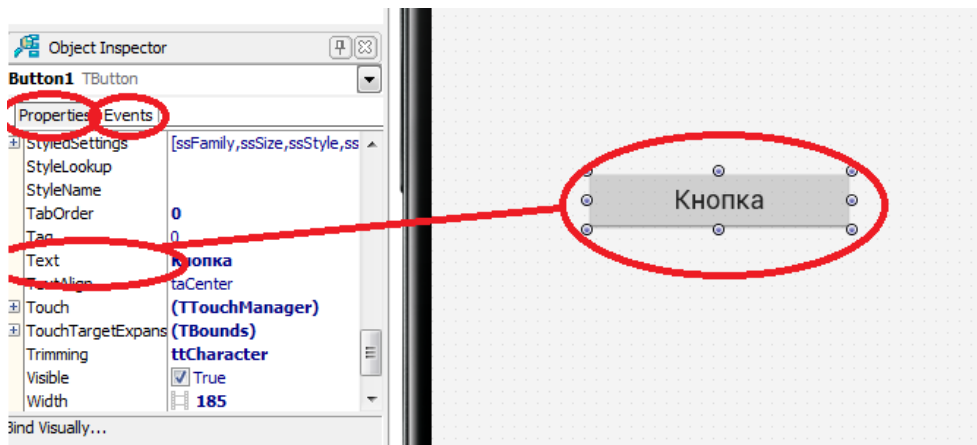 Object Inspector
Button1 TButton
Properties Events
StyledSettings [ssFamily,ssSize,ssStyle,ss
StyleLookup
StyleName
TabOrder 0
Tag 0
Text Кнопка
TextAlign taCenter
Touch (TTouchManager)
TouchTargetExpans (TBounds)
Trimming ttCharacter
Visible True
Width 185
Bind Visually...
Кнопка